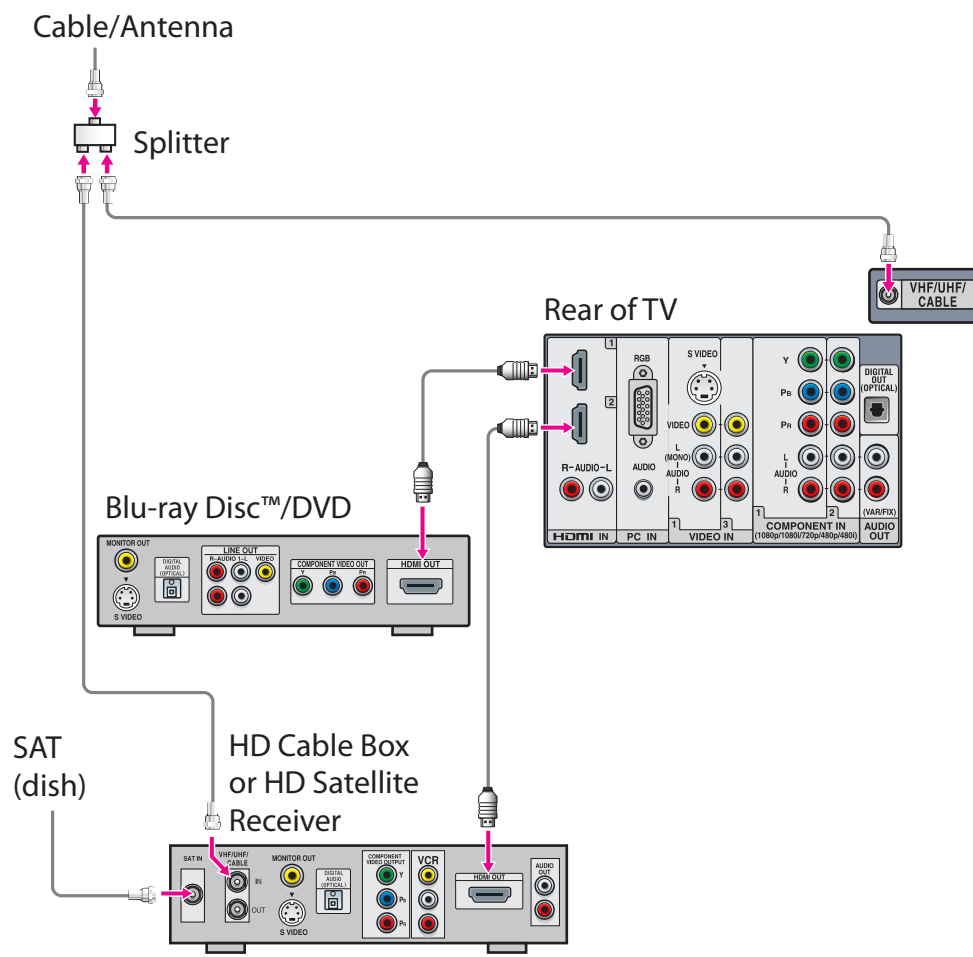 Cable/Antenna
Splitter
VHF/UHF/
CABLE
Rear of TV
1
2
R-AUDIO-L
HDMI IN
RGB
AUDIO
PC IN
S VIDEO
VIDEO
L
(MONO)
AUDIO
R
1
3
VIDEO IN
Y
PB
PR
L
AUDIO
R
1
2
COMPONENT IN
(1080p/1080i/720p/480p/480i)
DIGITAL
OUT
(OPTICAL)
(VAR/FIX)
AUDIO
OUT
Blu-ray Disc™/DVD
MONITOR OUT
S VIDEO
DIGITAL
AUDIO
(OPTICAL)
LINE OUT
R-AUDIO 1-L VIDEO
COMPONENT VIDEO OUT
Y PB PR
HDMI OUT
SAT
(dish)
HD Cable Box
or HD Satellite
Receiver
SAT IN
VHF/UHF/
CABLE
IN
OUT
MONITOR OUT
S VIDEO
DIGITAL
AUDIO
(OPTICAL)
COMPONENT
VIDEO OUTPUT
Y
PB
PR
VCR
HDMI OUT
AUDIO
OUT